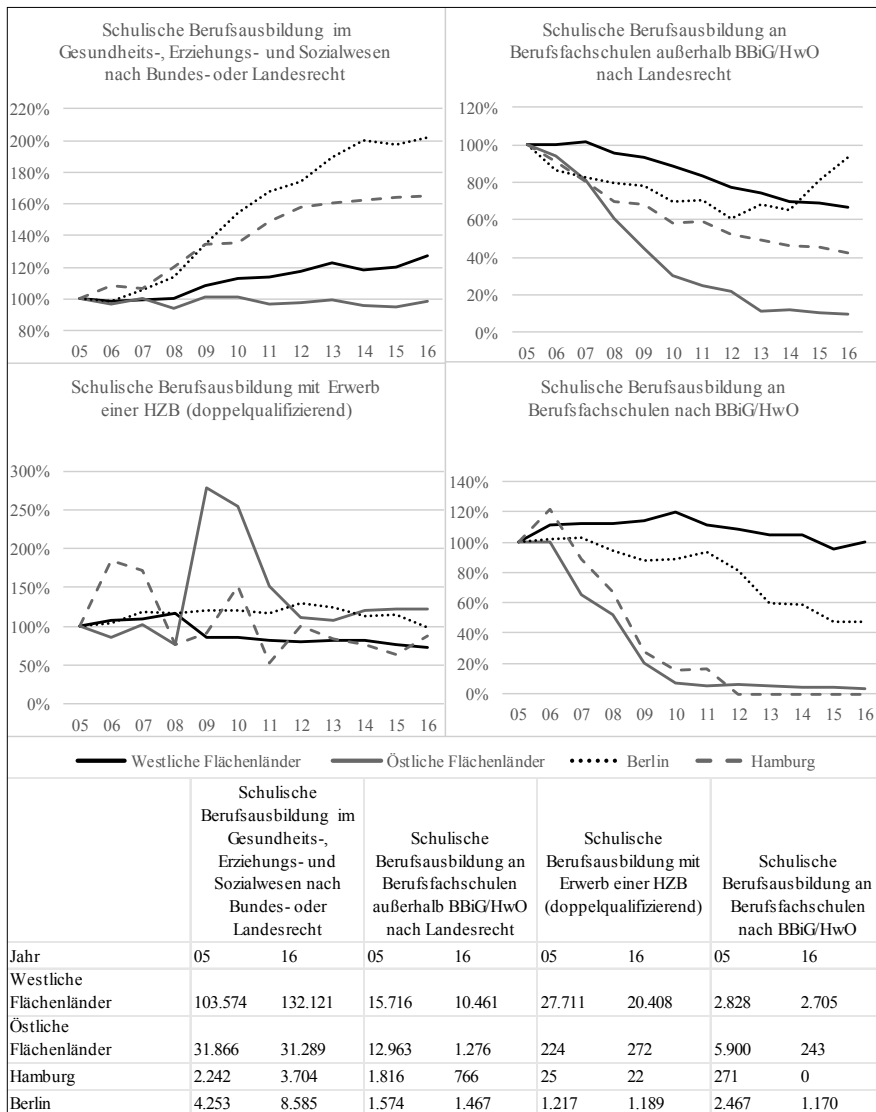 Schulische Berufsausbildung im
Gesundheits-, Erziehungs- und Sozialwesen
nach Bundes- oder Landesrecht
220%
200%
180%
160%
140%
120%
100%
80%
05 06 07 08 09 10 11 12 13 14 15 16
Schulische Berufsausbildung an
Berufsfachschulen außerhalb BBiG/HwO
nach Landesrecht
120%
100%
80%
60%
40%
20%
0%
05 06 07 08 09 10 11 12 13 14 15 16
Schulische Berufsausbildung mit Erwerb
einer HZB (doppelqualifizierend)
300%
250%
200%
150%
100%
50%
0%
05 06 07 08 09 10 11 12 13 14 15 16
Schulische Berufsausbildung an
Berufsfachschulen nach BBiG/HwO
140%
120%
100%
80%
60%
40%
20%
0%
05 06 07 08 09 10 11 12 13 14 15 16
Westliche Flächenländer Östliche Flächenländer Berlin Hamburg
Schulische
Berufsausbildung im
Gesundheits-,
Erziehungs- und
Sozialwesen nach
Bundes- oder
Landesrecht
Schulische
Berufsausbildung an
Berufsfachschulen
außerhalb BBiG/HwO
nach Landesrecht
Schulische
Berufsausbildung mit
Erwerb einer HZB
(doppelqualifizierend)
Schulische
Berufsausbildung an
Berufsfachschulen
nach BBiG/HwO
Jahr 05 16 05 16 05 16 05 16
Westliche
Flächenländer 103.574 132.121 15.716 10.461 27.711 20.408 2.828 2.705
Östliche
Flächenländer 31.866 31.289 12.963 1.276 224 272 5.900 243
Hamburg 2.242 3.704 1.816 766 25 22 271 0
Berlin 4.253 8.585 1.574 1.467 1.217 1.189 2.467 1.170